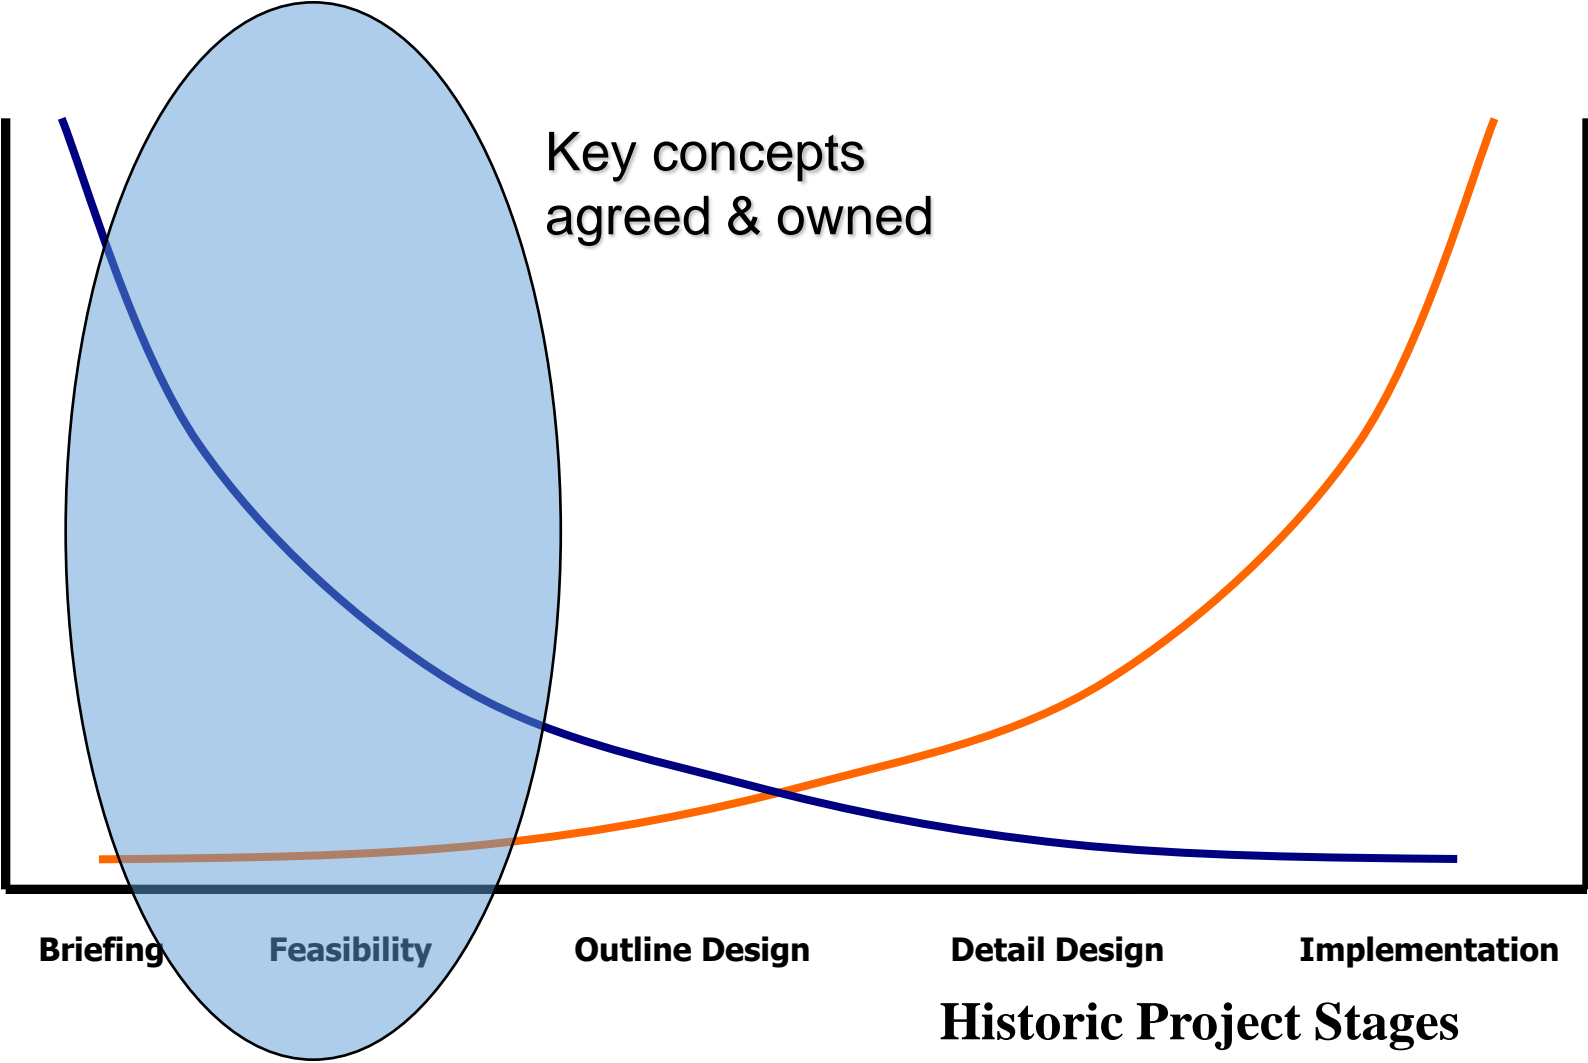 Key concepts
agreed & owned
Briefing Feasibility Outline Design Detail Design Implementation
Historic Project Stages